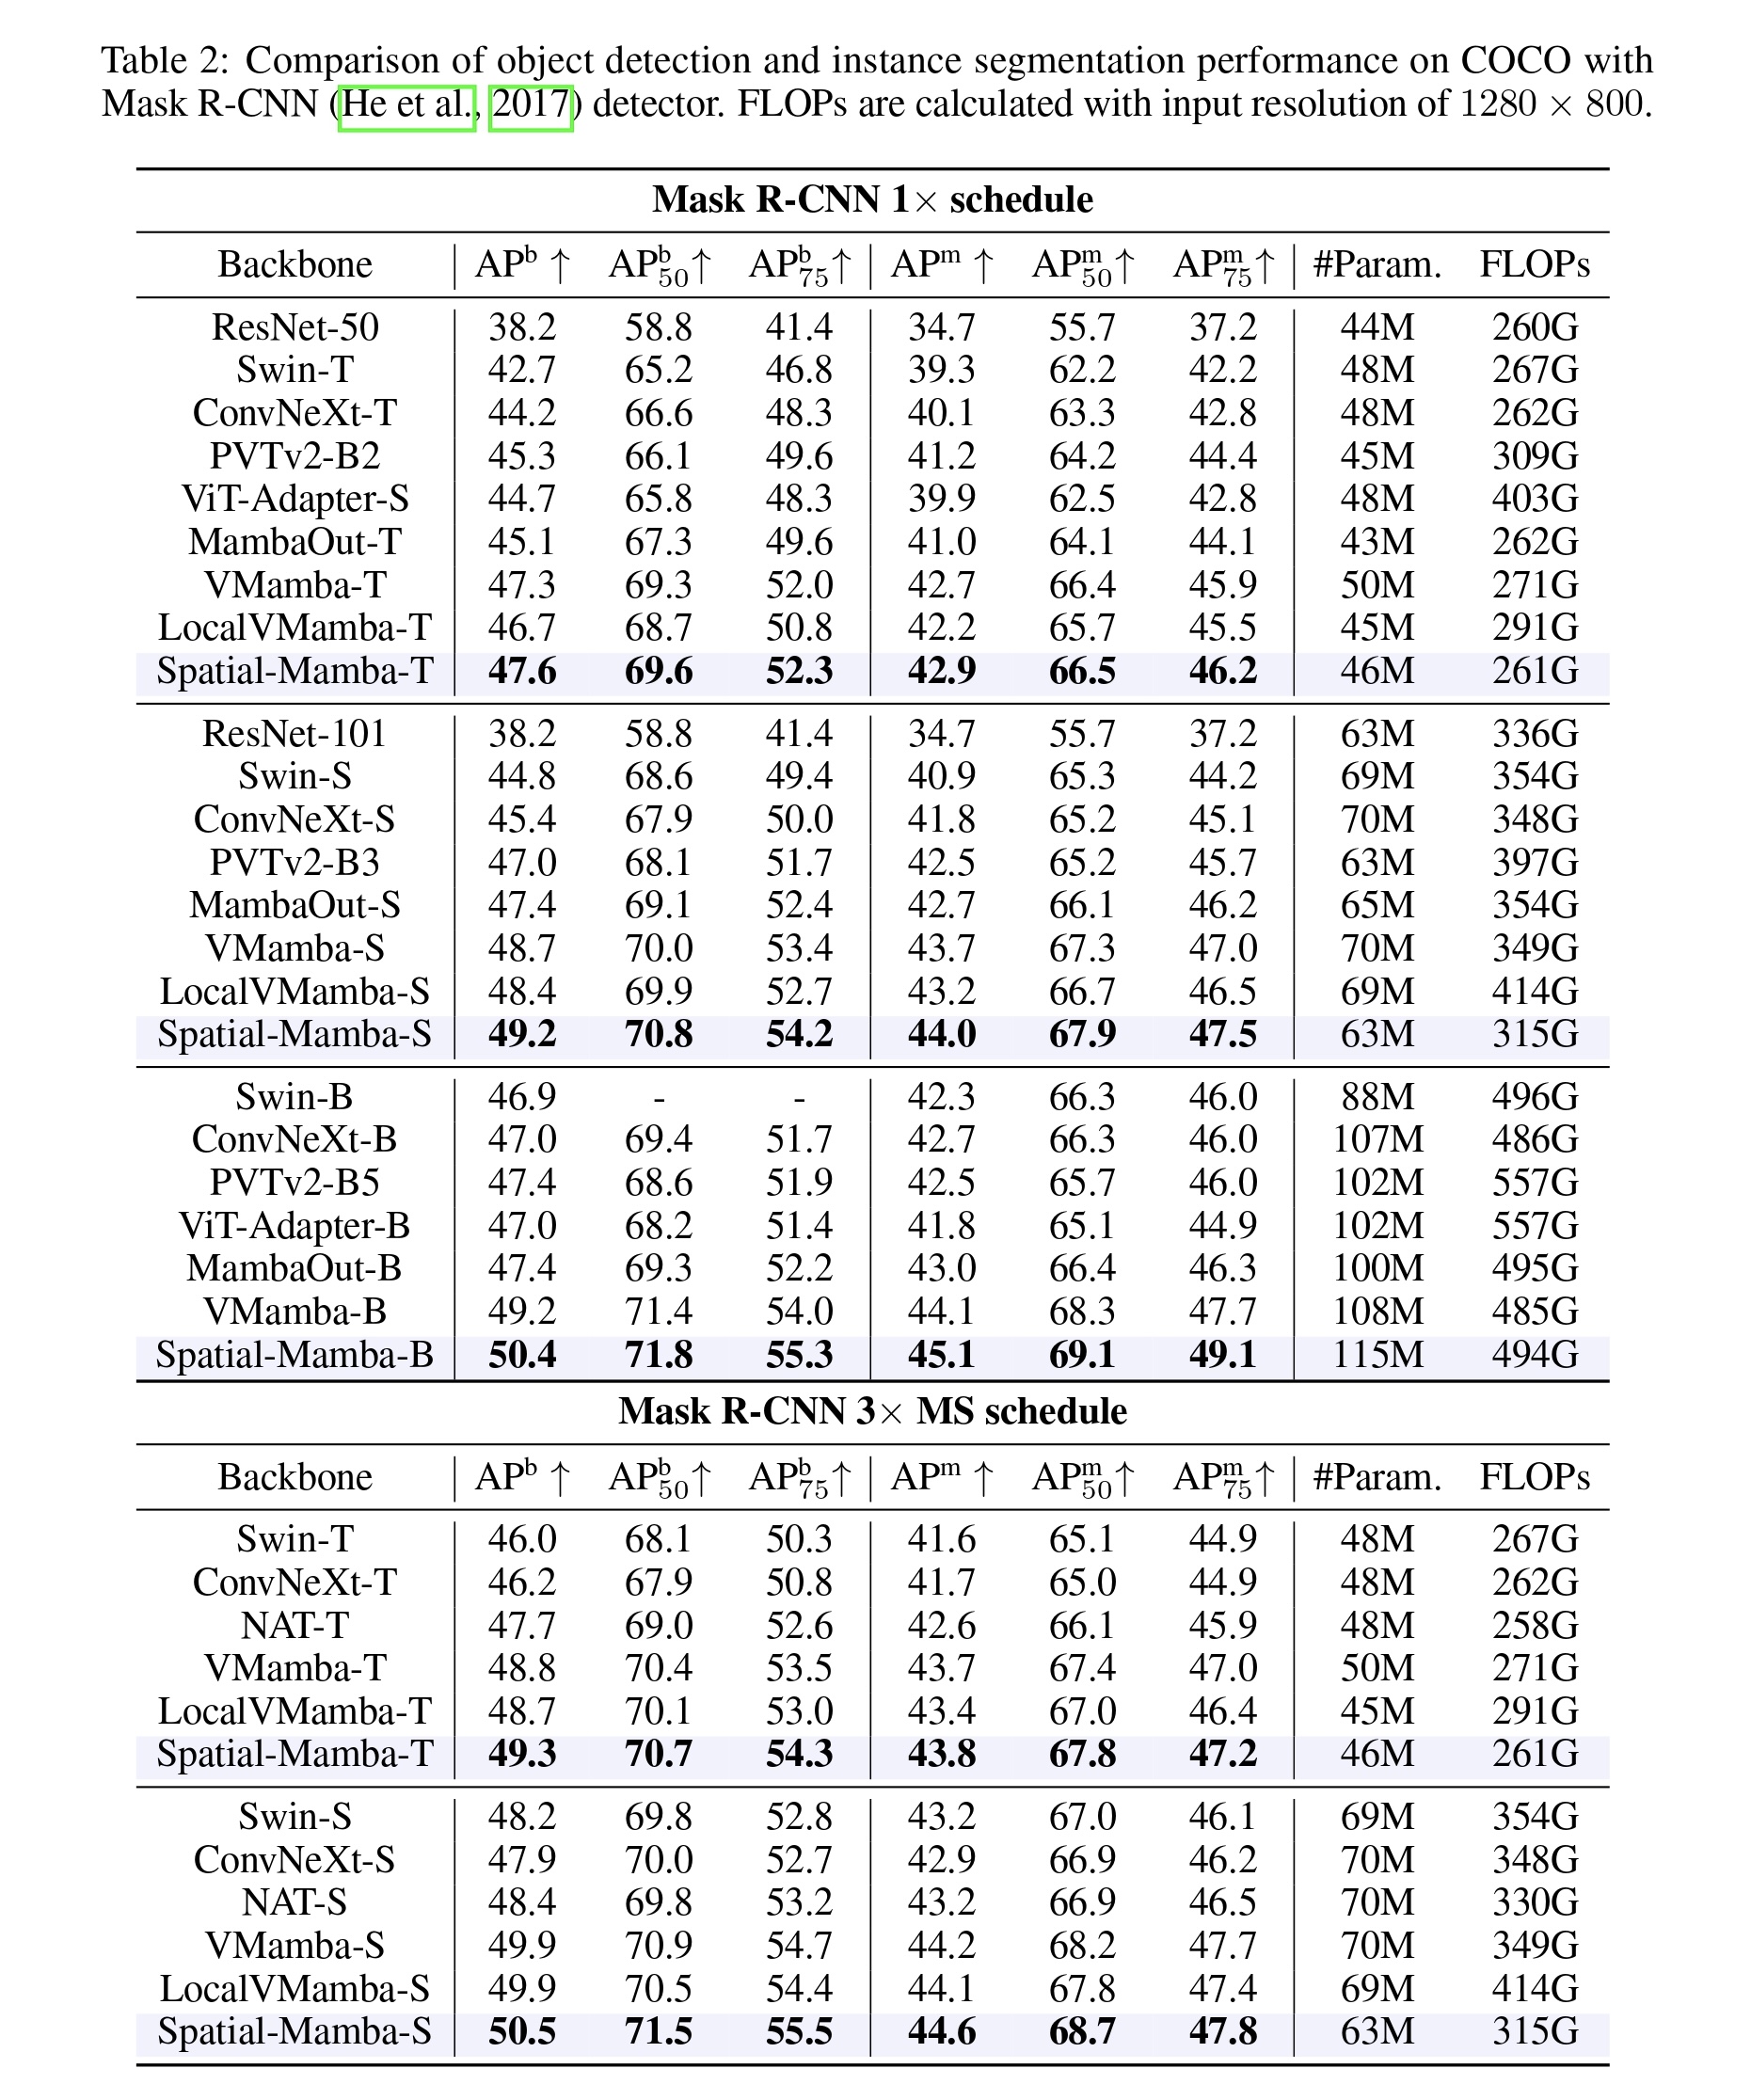 Table 2: Comparison of object detection and instance segmentation performance on COCO with
Mask R-CNN (He et al., 2017) detector. FLOPs are calculated with input resolution of 1280 × 800.
Mask R-CNN 1× schedule
Backbone AP^b ↑ AP^b_50↑ AP^b_75↑ AP^m ↑ AP^m_50↑ AP^m_75↑ #Param. FLOPs
ResNet-50 38.2 58.8 41.4 34.7 55.7 37.2 44M 260G
Swin-T 42.7 65.2 46.8 39.3 62.2 42.2 48M 267G
ConvNeXt-T 44.2 66.6 48.3 40.1 63.3 42.8 48M 262G
PVTv2-B2 45.3 66.1 49.6 41.2 64.2 44.4 45M 309G
ViT-Adapter-S 44.7 65.8 48.3 39.9 62.5 42.8 48M 403G
MambaOut-T 45.1 67.3 49.6 41.0 64.1 44.1 43M 262G
VMamba-T 47.3 69.3 52.0 42.7 66.4 45.9 50M 271G
LocalVMamba-T 46.7 68.7 50.8 42.2 65.7 45.5 45M 291G
Spatial-Mamba-T 47.6 69.6 52.3 42.9 66.5 46.2 46M 261G
ResNet-101 38.2 58.8 41.4 34.7 55.7 37.2 63M 336G
Swin-S 44.8 68.6 49.4 40.9 65.3 44.2 69M 354G
ConvNeXt-S 45.4 67.9 50.0 41.8 65.2 45.1 70M 348G
PVTv2-B3 47.0 68.1 51.7 42.5 65.2 45.7 63M 397G
MambaOut-S 47.4 69.1 52.4 42.7 66.1 46.2 65M 354G
VMamba-S 48.7 70.0 53.4 43.7 67.3 47.0 70M 349G
LocalVMamba-S 48.4 69.9 52.7 43.2 66.7 46.5 69M 414G
Spatial-Mamba-S 49.2 70.8 54.2 44.0 67.9 47.5 63M 315G
Swin-B 46.9 - - 42.3 66.3 46.0 88M 496G
ConvNeXt-B 47.0 69.4 51.7 42.7 66.3 46.0 107M 486G
PVTv2-B5 47.4 68.6 51.9 42.5 65.7 46.0 102M 557G
ViT-Adapter-B 47.0 68.2 51.4 41.8 65.1 44.9 102M 557G
MambaOut-B 47.4 69.3 52.2 43.0 66.4 46.3 100M 495G
VMamba-B 49.2 71.4 54.0 44.1 68.3 47.7 108M 485G
Spatial-Mamba-B 50.4 71.8 55.3 45.1 69.1 49.1 115M 494G
Mask R-CNN 3× MS schedule
Backbone AP^b ↑ AP^b_50↑ AP^b_75↑ AP^m ↑ AP^m_50↑ AP^m_75↑ #Param. FLOPs
Swin-T 46.0 68.1 50.3 41.6 65.1 44.9 48M 267G
ConvNeXt-T 46.2 67.9 50.8 41.7 65.0 44.9 48M 262G
NAT-T 47.7 69.0 52.6 42.6 66.1 45.9 48M 258G
VMamba-T 48.8 70.4 53.5 43.7 67.4 47.0 50M 271G
LocalVMamba-T 48.7 70.1 53.0 43.4 67.0 46.4 45M 291G
Spatial-Mamba-T 49.3 70.7 54.3 43.8 67.8 47.2 46M 261G
Swin-S 48.2 69.8 52.8 43.2 67.0 46.1 69M 354G
ConvNeXt-S 47.9 70.0 52.7 42.9 66.9 46.2 70M 348G
NAT-S 48.4 69.8 53.2 43.2 66.9 46.5 70M 330G
VMamba-S 49.9 70.9 54.7 44.2 68.2 47.7 70M 349G
LocalVMamba-S 49.9 70.5 54.4 44.1 67.8 47.4 69M 414G
Spatial-Mamba-S 50.5 71.5 55.5 44.6 68.7 47.8 63M 315G